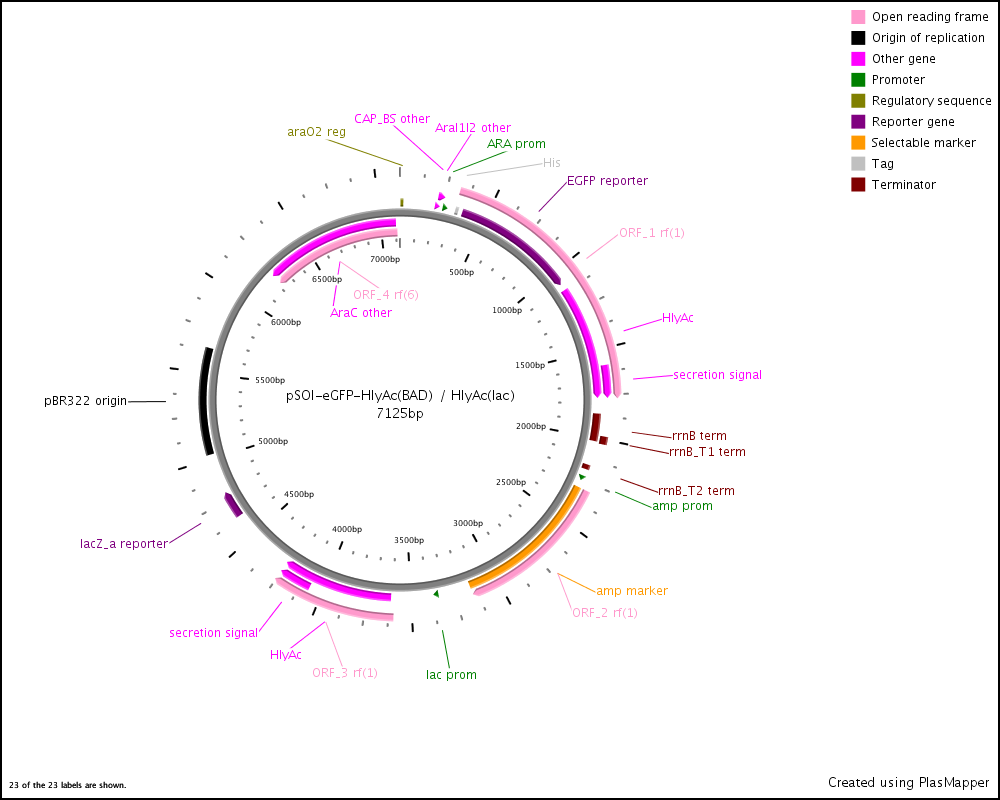 Open reading frame
Origin of replication
Other gene
Promoter
Regulatory sequence
Reporter gene
Selectable marker
Tag
Terminator
CAP_BS other
araO2 reg
AraI1I2 other
ARA prom
His
EGFP reporter
ORF_1 rf(1)
HlyAc
secretion signal
rrnB term
rrnB_T1 term
rrnB_T2 term
amp prom
amp marker
ORF_2 rf(1)
lac prom
ORF_3 rf(1)
HlyAc
secretion signal
lacZ_a reporter
pBR322 origin
ORF_4 rf(6)
AraC other
7000bp
500bp
1000bp
1500bp
2000bp
2500bp
3000bp
3500bp
4000bp
4500bp
5000bp
5500bp
6000bp
6500bp
pSOI-eGFP-HlyAc(BAD) / HlyAc(lac)
7125bp
23 of the 23 labels are shown.
Created using PlasMapper